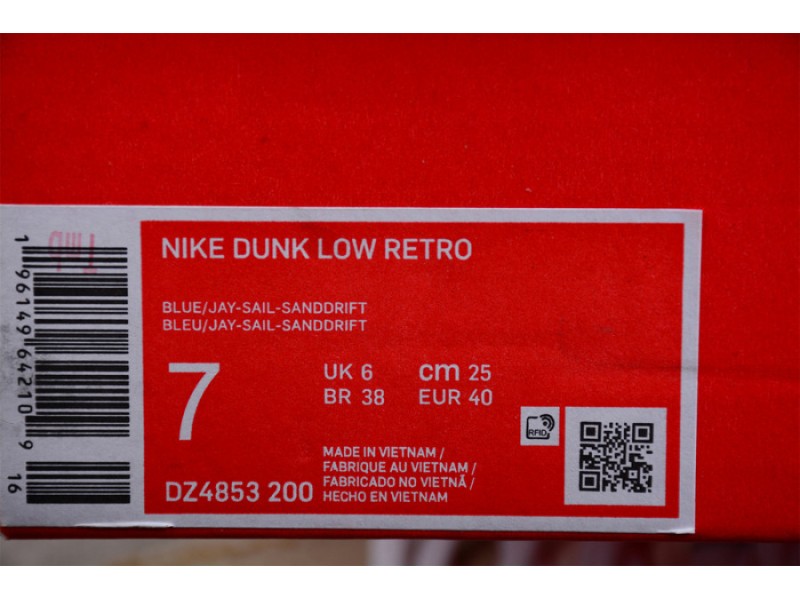 NIKE DUNK LOW RETRO
BLUE/JAY-SAIL-SANDDRIFT
BLEU/JAY-SAIL-SANDDRIFT
7
UK 6 cm 25
BR 38 EUR 40
RFID
MADE IN VIETNAM /
FABRIQUE AU VIETNAM /
FABRICADO NO VIETNÃ /
HECHO EN VIETNAM
DZ4853 200
1 96149 64210 9
16